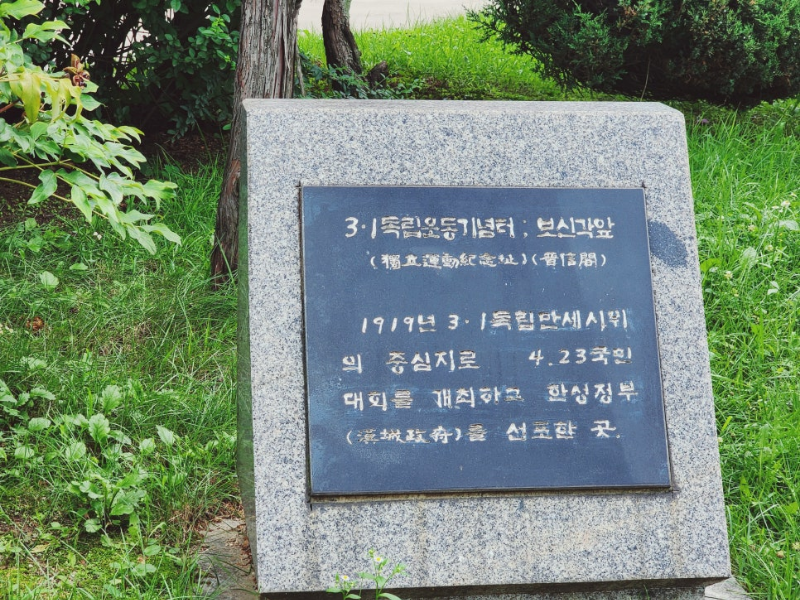 3·1독립운동기념터; 보신각앞
(獨立運動紀念址)(普信閣)
1919년 3·1독립만세시위
의 중심지로 4.23국민
대회를 개최하고 한성정부
(漢城政府)를 선포한 곳.